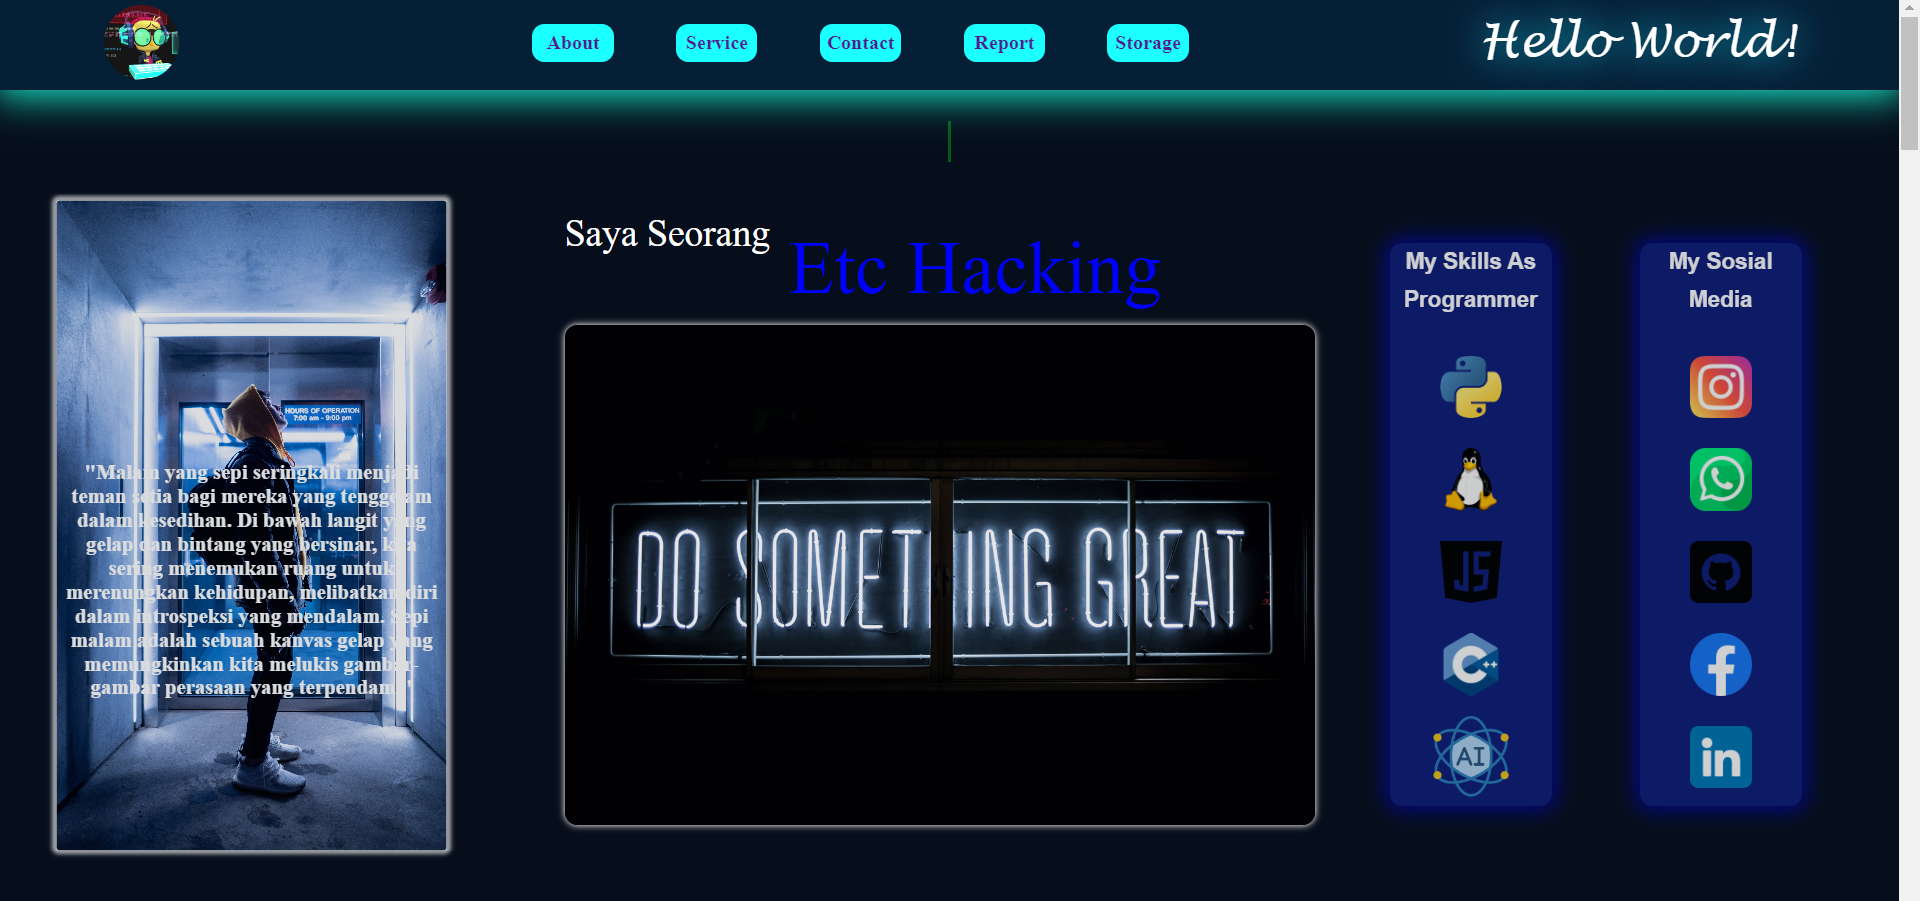 About
Service
Contact
Report
Storage
Hello World!
Saya Seorang
Etc Hacking
HOURS OF OPERATION
7:00 am - 9:00 pm
"Malam yang sepi seringkali menjadi
teman setia bagi mereka yang tenggelam
dalam kesedihan. Di bawah langit yang
gelap dan bintang yang bersinar, kita
sering menemukan ruang untuk
merenungkan kehidupan, melibatkan diri
dalam introspeksi yang mendalam. Sepi
malam adalah sebuah kanvas gelap yang
memungkinkan kita melukis gambar-
gambar perasaan yang terpendam."
DO SOMETHING GREAT
My Skills As
Programmer
JS
C++
AI
My Sosial
Media
in